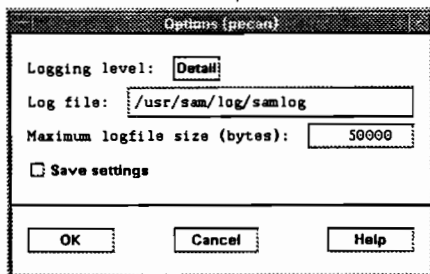 Options (pecan)
Logging level: Detail
Log file: /usr/sam/log/samlog
Maximum logfile size (bytes): 50000
Save settings
OK Cancel Help